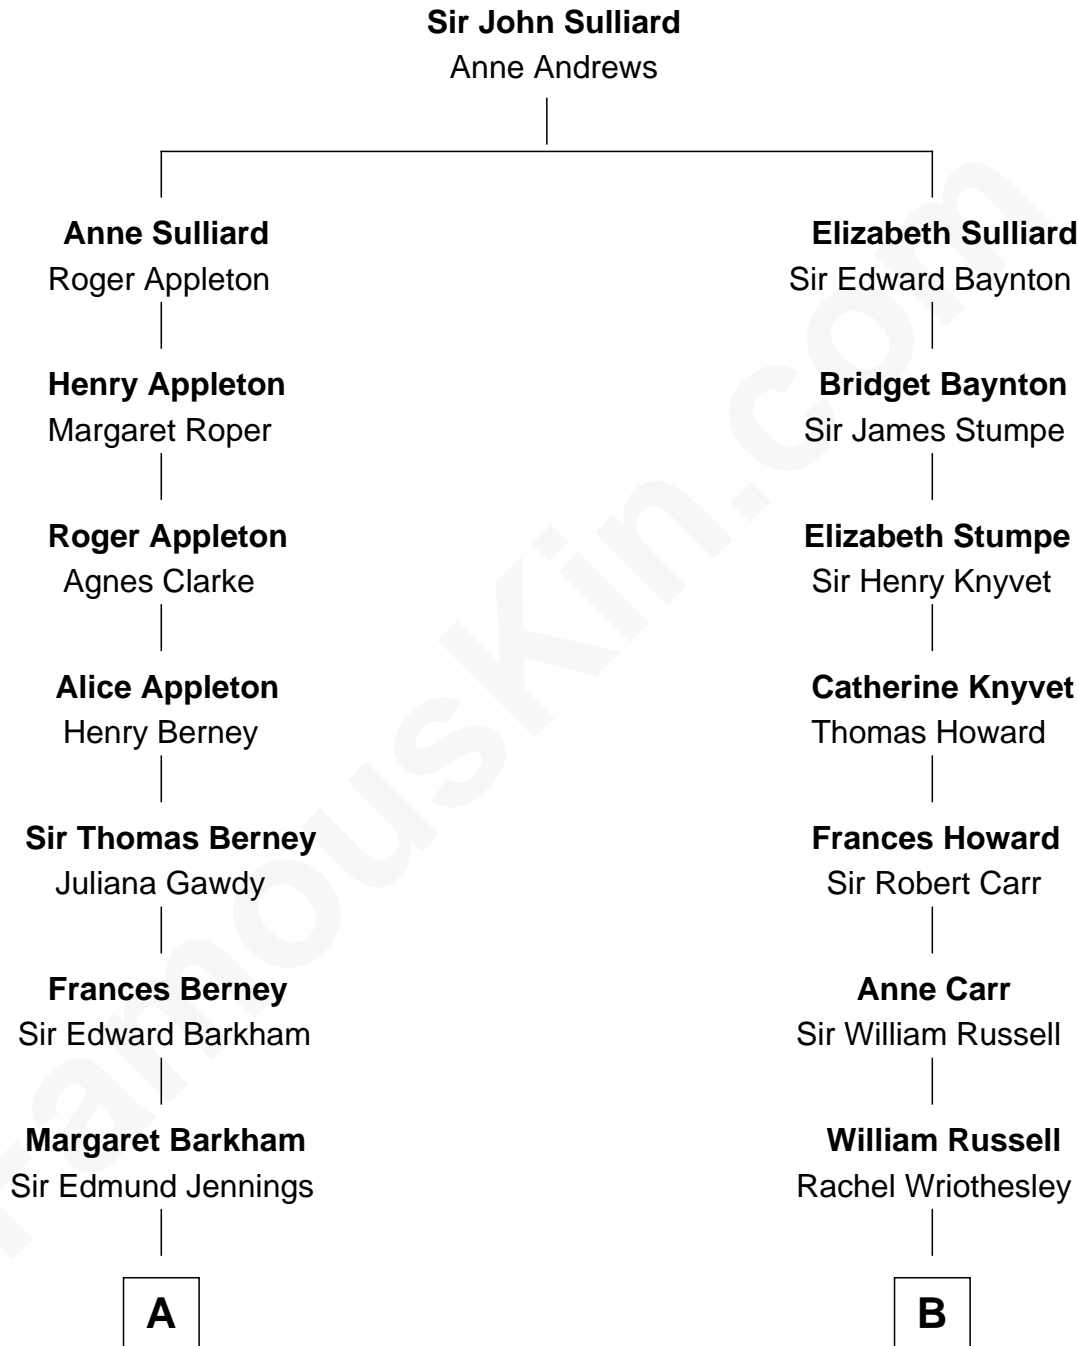 Sir John Sulliard
Anne Andrews
Anne Sulliard
Roger Appleton
Elizabeth Sulliard
Sir Edward Baynton
Henry Appleton
Margaret Roper
Bridget Baynton
Sir James Stumpe
Roger Appleton
Agnes Clarke
Elizabeth Stumpe
Sir Henry Knyvet
Alice Appleton
Henry Berney
Catherine Knyvet
Thomas Howard
Sir Thomas Berney
Juliana Gawdy
Frances Howard
Sir Robert Carr
Frances Berney
Sir Edward Barkham
Anne Carr
Sir William Russell
Margaret Barkham
Sir Edmund Jennings
William Russell
Rachel Wriothesley
A
B
FamousKin.com